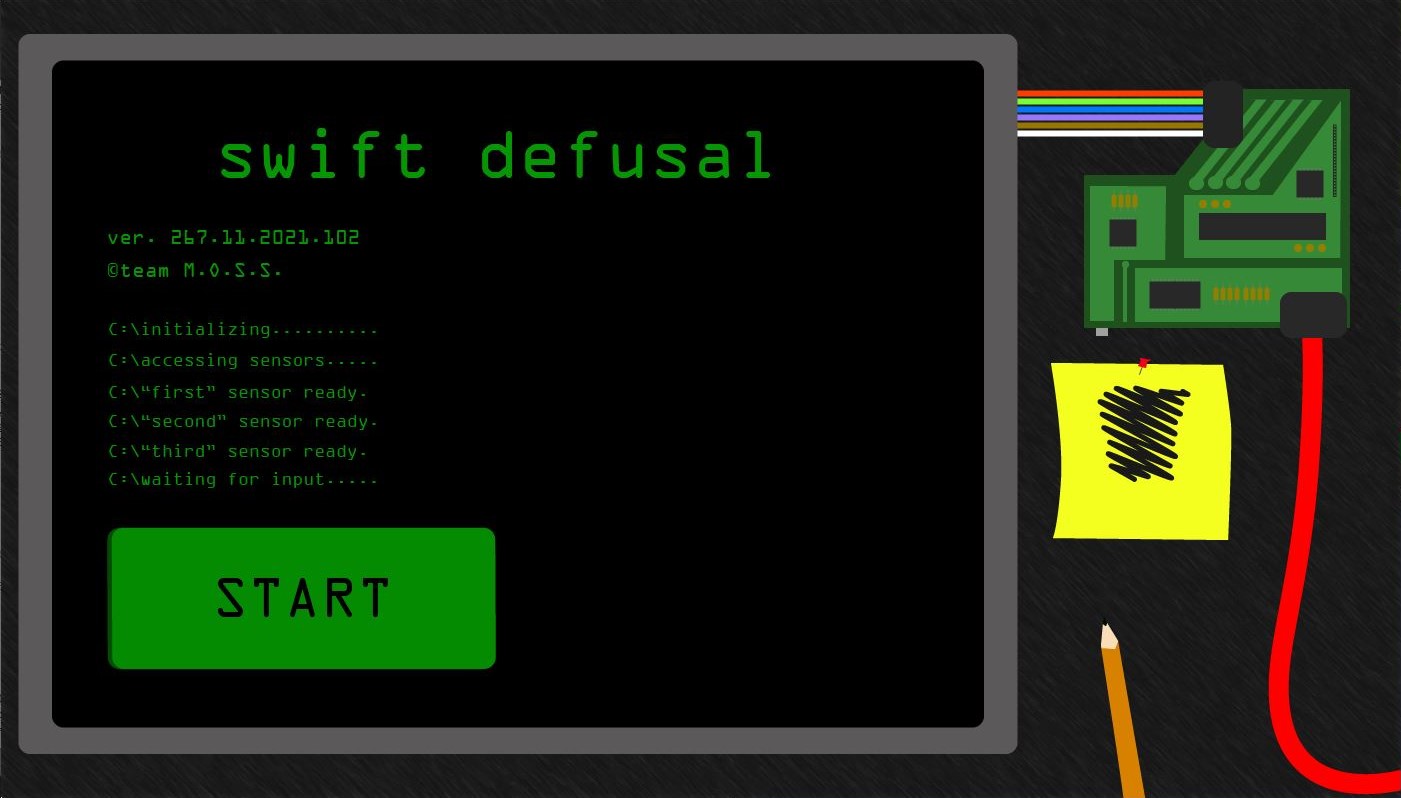 swift defusal
ver. 267.11.2021.102
©team M.O.S.S.
C:\initializing..........
C:\accessing sensors.....
C:\“first” sensor ready.
C:\“second” sensor ready.
C:\“third” sensor ready.
C:\waiting for input.....
START